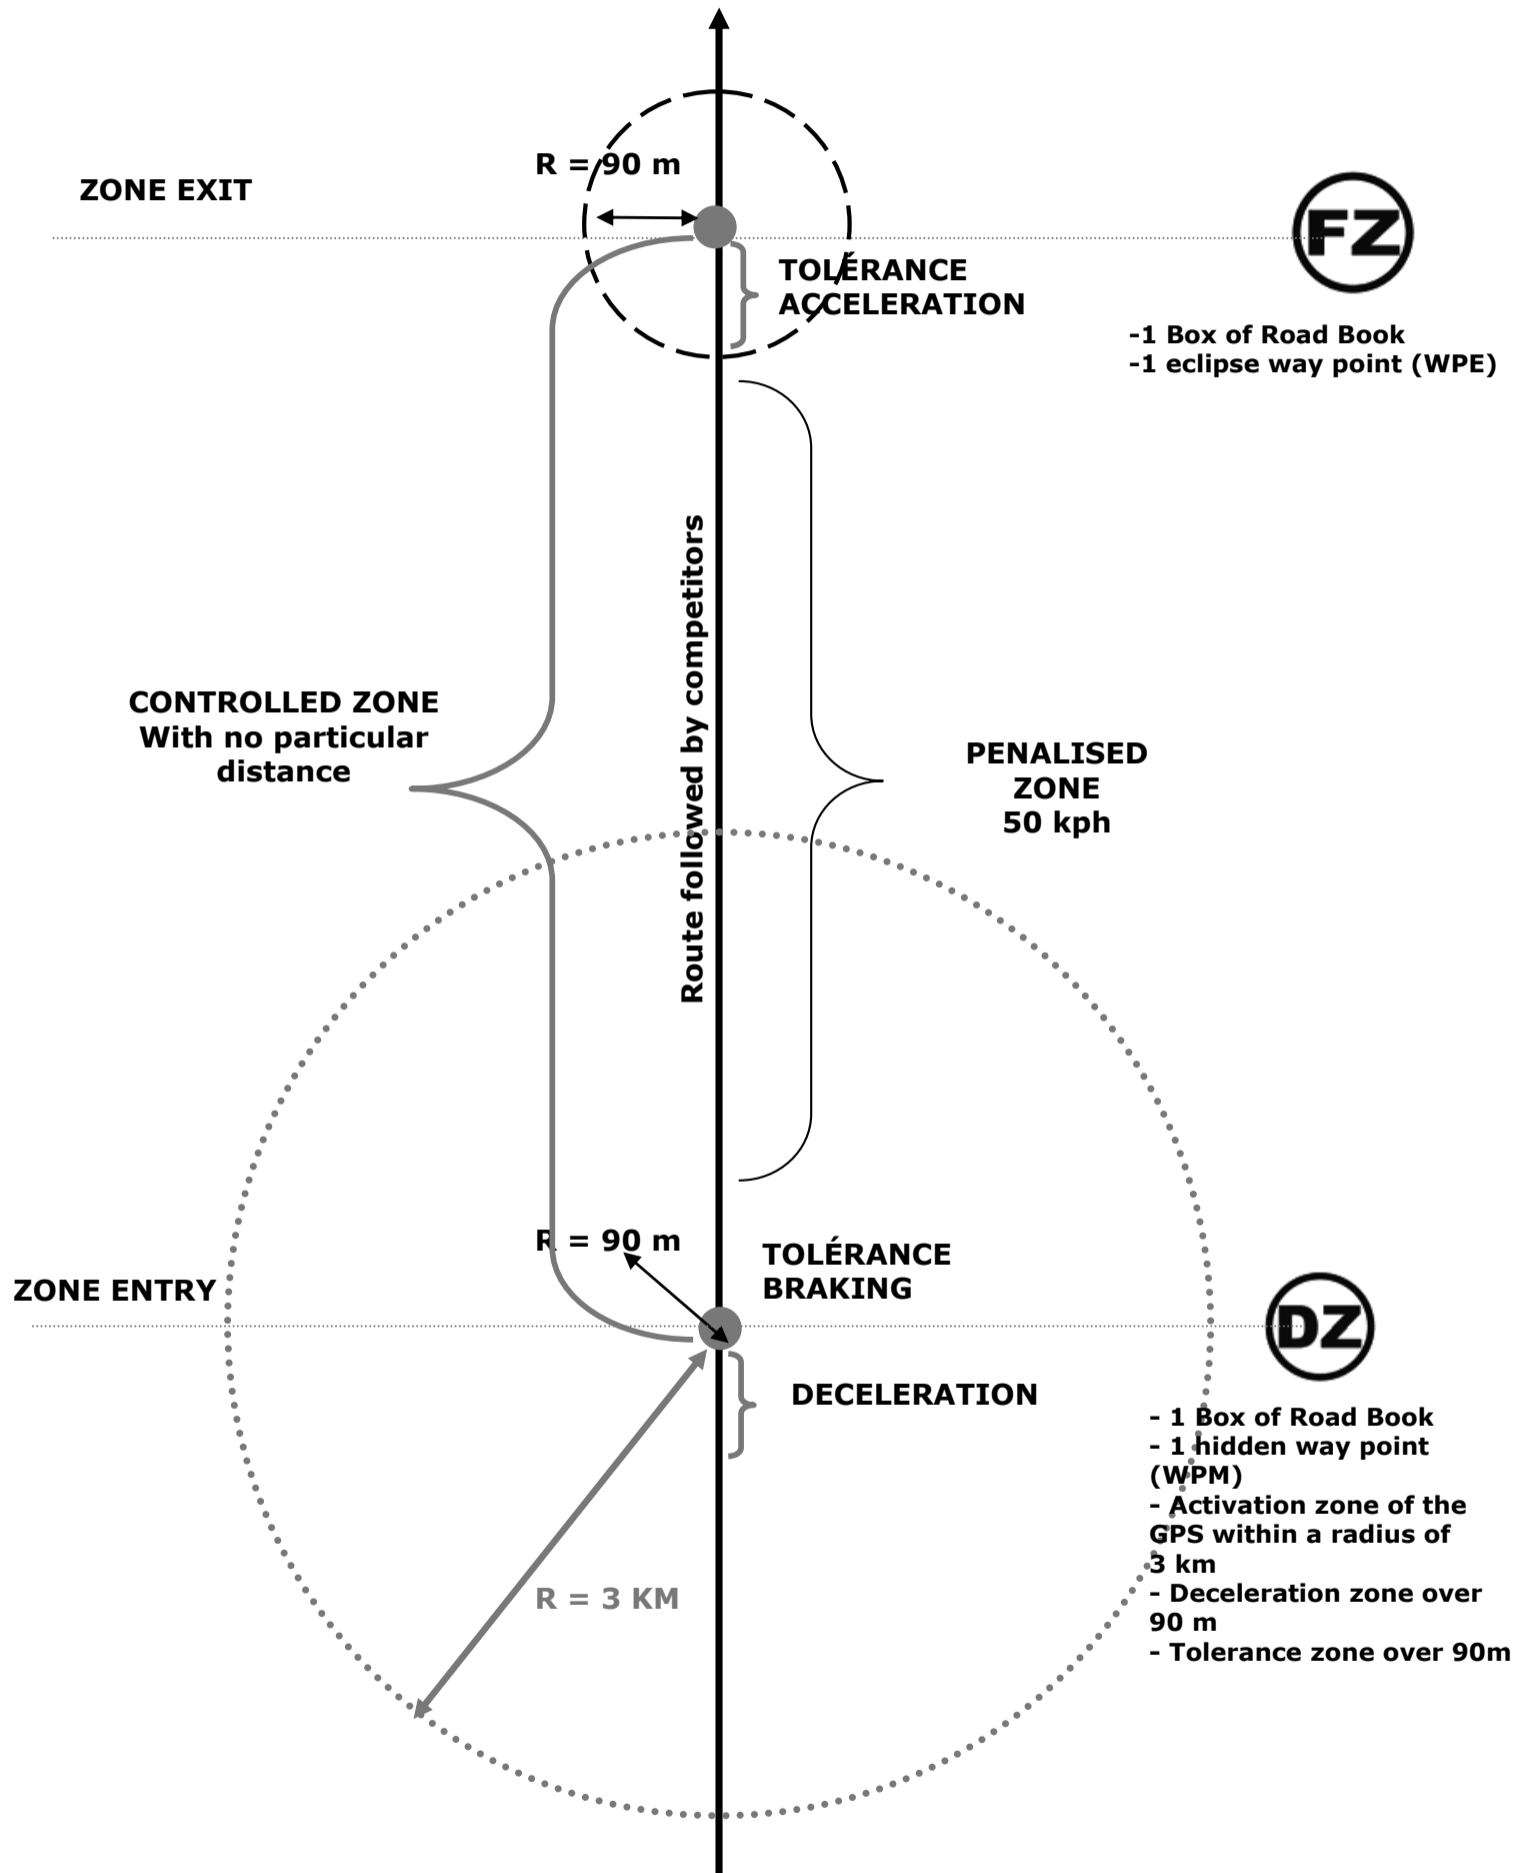 R = 90 m
ZONE EXIT
FZ
TOLÉRANCE
ACCELERATION
-1 Box of Road Book
-1 eclipse way point (WPE)
Route followed by competitors
CONTROLLED ZONE
With no particular
distance
PENALISED
ZONE
50 kph
R = 90 m
TOLÉRANCE
BRAKING
ZONE ENTRY
DZ
DECELERATION
- 1 Box of Road Book
- 1 hidden way point
(WPM)
- Activation zone of the
GPS within a radius of
3 km
- Deceleration zone over
90 m
- Tolerance zone over 90m
R = 3 KM